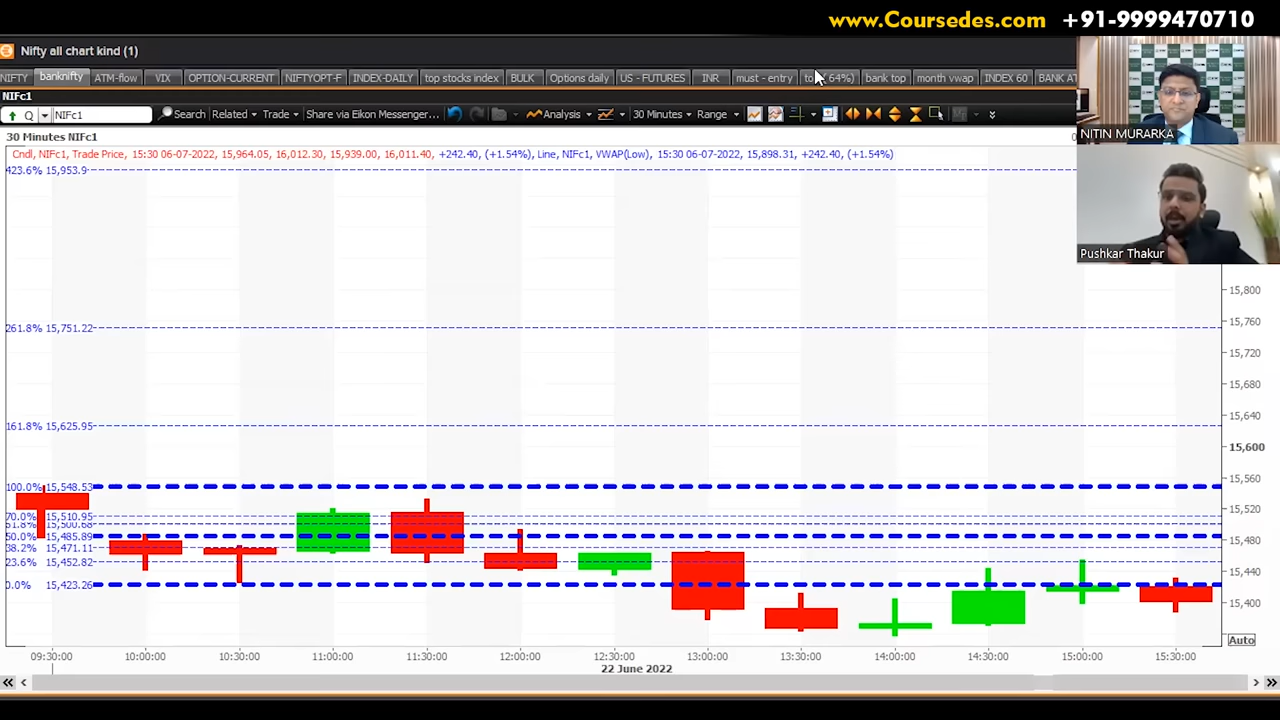 www.Coursedes.com +91-9999470710
Nifty all chart kind (1)
NIFTY banknifty ATM-flow VIX OPTION-CURRENT NIFTYOPT-F INDEX-DAILY top stocks index BULK Options daily US - FUTURES INR must - entry 64%) bank top month vwap INDEX 60 BANK AT
NIFc1
Q NIFc1 Search Related Trade Share via Eikon Messenger... Analysis 30 Minutes Range
NITIN MURARKA
30 Minutes NIFc1
Cndl, NIFc1, Trade Price, 15:30 06-07-2022, 15,964.05, 16,012.30, 15,939.00, 16,011.40, +242.40, (+1.54%), Line, NIFc1, VWAP(Low), 15:30 06-07-2022, 15,898.31, +242.40, (+1.54%)
423.6% 15,953.9
Pushkar Thakur
15,800
15,760
261.8% 15,751.22
15,720
15,680
15,640
161.8% 15,625.95
15,600
15,560
100.0% 15,548.53
15,520
70.0% 15,510.95
61.8% 15,500.68
15,480
50.0% 15,485.89
38.2% 15,471.11
23.6% 15,452.82
15,440
0.0% 15,423.26
15,400
Auto
09:30:00 10:00:00 10:30:00 11:00:00 11:30:00 12:00:00 12:30:00 13:00:00 13:30:00 14:00:00 14:30:00 15:00:00 15:30:00
22 June 2022